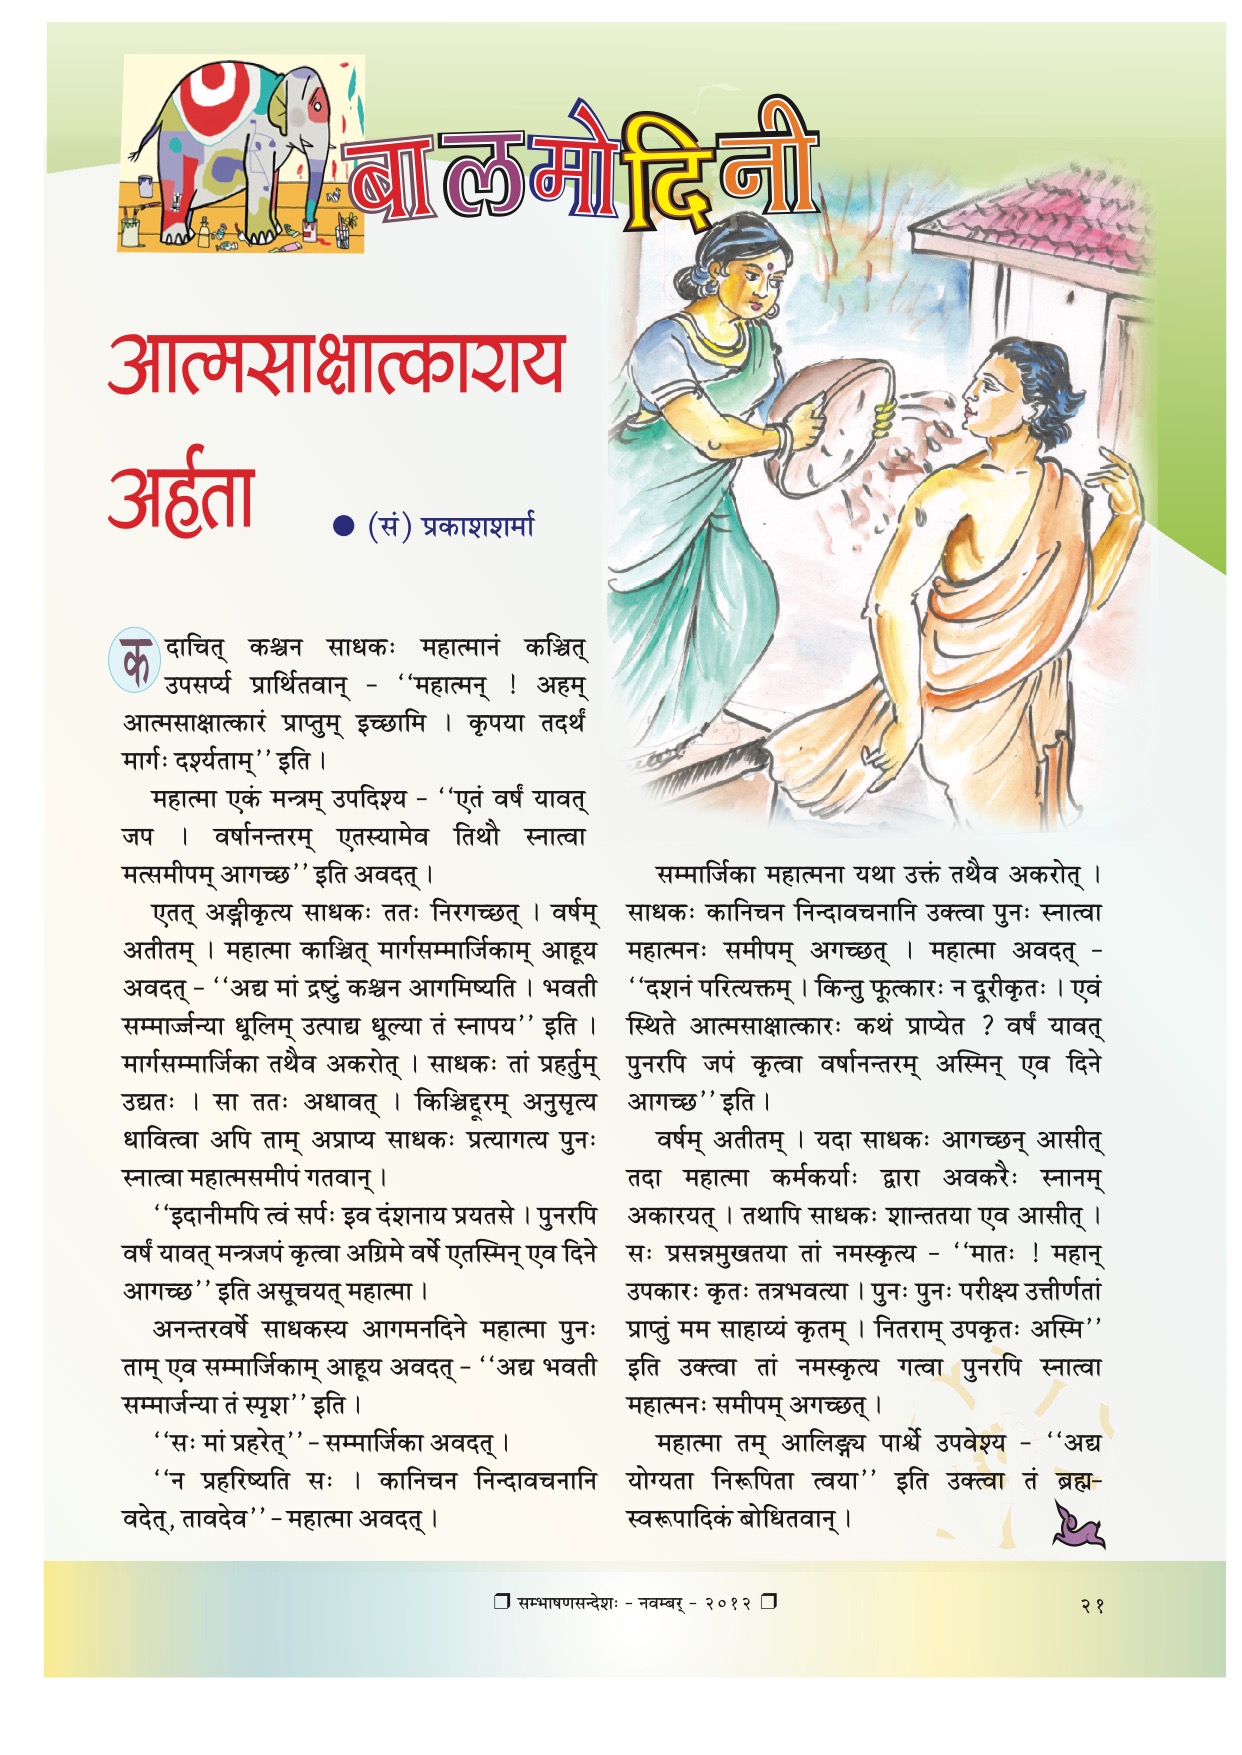 बालमोदिनी
आत्मसाक्षात्काराय
अर्हता
● (सं) प्रकाशशर्मा
कदाचित् कश्चन साधकः महात्मानं कञ्चित्
उपसर्प्य प्रार्थितवान् – ‘‘महात्मन् ! अहम्
आत्मसाक्षात्कारं प्राप्तुम् इच्छामि । कृपया तदर्थं
मार्गः दर्श्यताम्’’ इति ।
महात्मा एकं मन्त्रम् उपदिश्य – ‘‘एतं वर्षं यावत्
जप । वर्षानन्तरम् एतस्यामेव तिथौ स्नात्वा
मत्समीपम् आगच्छ’’ इति अवदत् ।
एतत् अङ्गीकृत्य साधकः ततः निरगच्छत् । वर्षम्
अतीतम् । महात्मा काञ्चित् मार्गसम्मार्जिकाम् आहूय
अवदत् – ‘‘अद्य मां द्रष्टुं कश्चन आगमिष्यति । भवती
सम्मार्ज्जन्या धूलिम् उत्पाद्य धूल्या तं स्नापय’’ इति ।
मार्गसम्मार्जिका तथैव अकरोत् । साधकः तां प्रहर्तुम्
उद्यतः । सा ततः अधावत् । किञ्चिद्दूरम् अनुसृत्य
धावित्वा अपि ताम् अप्राप्य साधकः प्रत्यागत्य पुनः
स्नात्वा महात्मसमीपं गतवान् ।
‘‘इदानीमपि त्वं सर्पः इव दंशनाय प्रयतसे । पुनरपि
वर्षं यावत् मन्त्रजपं कृत्वा अग्रिमे वर्षे एतस्मिन् एव दिने
आगच्छ’’ इति असूचयत् महात्मा ।
अनन्तरवर्षे साधकस्य आगमनदिने महात्मा पुनः
ताम् एव सम्मार्जिकाम् आहूय अवदत् – ‘‘अद्य भवती
सम्मार्जन्या तं स्पृश’’ इति ।
‘‘सः मां प्रहरेत्’’ – सम्मार्जिका अवदत् ।
‘‘न प्रहरिष्यति सः । कानिचन निन्दावचनानि
वदेत्, तावदेव’’ – महात्मा अवदत् ।
सम्मार्जिका महात्मना यथा उक्तं तथैव अकरोत् ।
साधकः कानिचन निन्दावचनानि उक्त्वा पुनः स्नात्वा
महात्मनः समीपम् अगच्छत् । महात्मा अवदत् –
‘‘दशनं परित्यक्तम् । किन्तु फूत्कारः न दूरीकृतः । एवं
स्थिते आत्मसाक्षात्कारः कथं प्राप्येत ? वर्षं यावत्
पुनरपि जपं कृत्वा वर्षानन्तरम् अस्मिन् एव दिने
आगच्छ’’ इति ।
वर्षम् अतीतम् । यदा साधकः आगच्छन् आसीत्
तदा महात्मा कर्मकर्याः द्वारा अवकरैः स्नानम्
अकारयत् । तथापि साधकः शान्ततया एव आसीत् ।
सः प्रसन्नमुखतया तां नमस्कृत्य – ‘‘मातः ! महान्
उपकारः कृतः तत्रभवत्या । पुनः पुनः परीक्ष्य उत्तीर्णतां
प्राप्तुं मम साहाय्यं कृतम् । नितराम् उपकृतः अस्मि’’
इति उक्त्वा तां नमस्कृत्य गत्वा पुनरपि स्नात्वा
महात्मनः समीपम् अगच्छत् ।
महात्मा तम् आलिङ्ग्य पार्श्वे उपवेश्य – ‘‘अद्य
योग्यता निरूपिता त्वया’’ इति उक्त्वा तं ब्रह्म–
स्वरूपादिकं बोधितवान् ।
❐ सम्भाषणसन्देशः – नवम्बर् – २०१२ ❐
२१